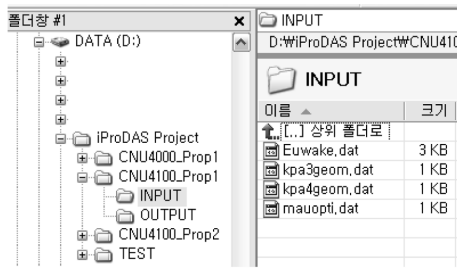 폴더창 #1
DATA (D:)
iProDAS Project
CNU4000_Prop1
CNU4100_Prop1
INPUT
OUTPUT
CNU4100_Prop2
TEST
INPUT
D:₩iProDAS Project₩CNU410
INPUT
이름 크기
[..] 상위 폴더로
Euwake.dat 3 KB
kpa3geom.dat 1 KB
kpa4geom.dat 1 KB
mauopti.dat 1 KB